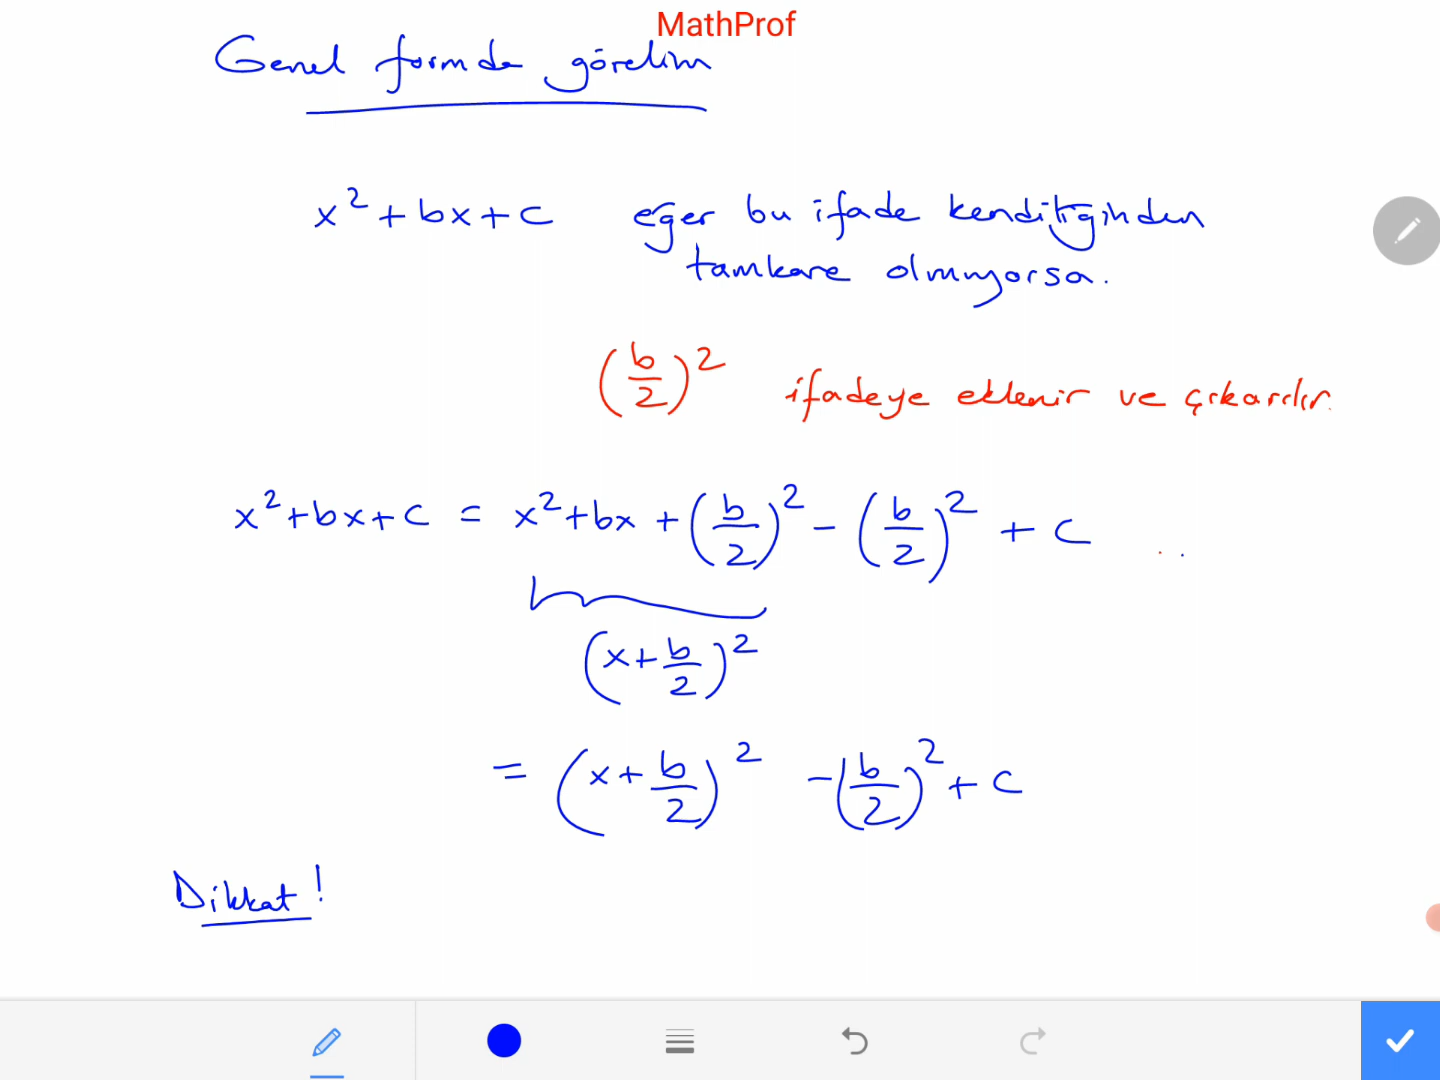 MathProf
Genel formda görelim
x² + bx + c   eğer bu ifade kendiliğinden
tamkare olmuyorsa.
(b/2)²   ifadeye eklenir ve çıkarılır.
x² + bx + c = x² + bx + (b/2)² - (b/2)² + c
(x + b/2)²
= (x + b/2)² - (b/2)² + c
Dikkat!